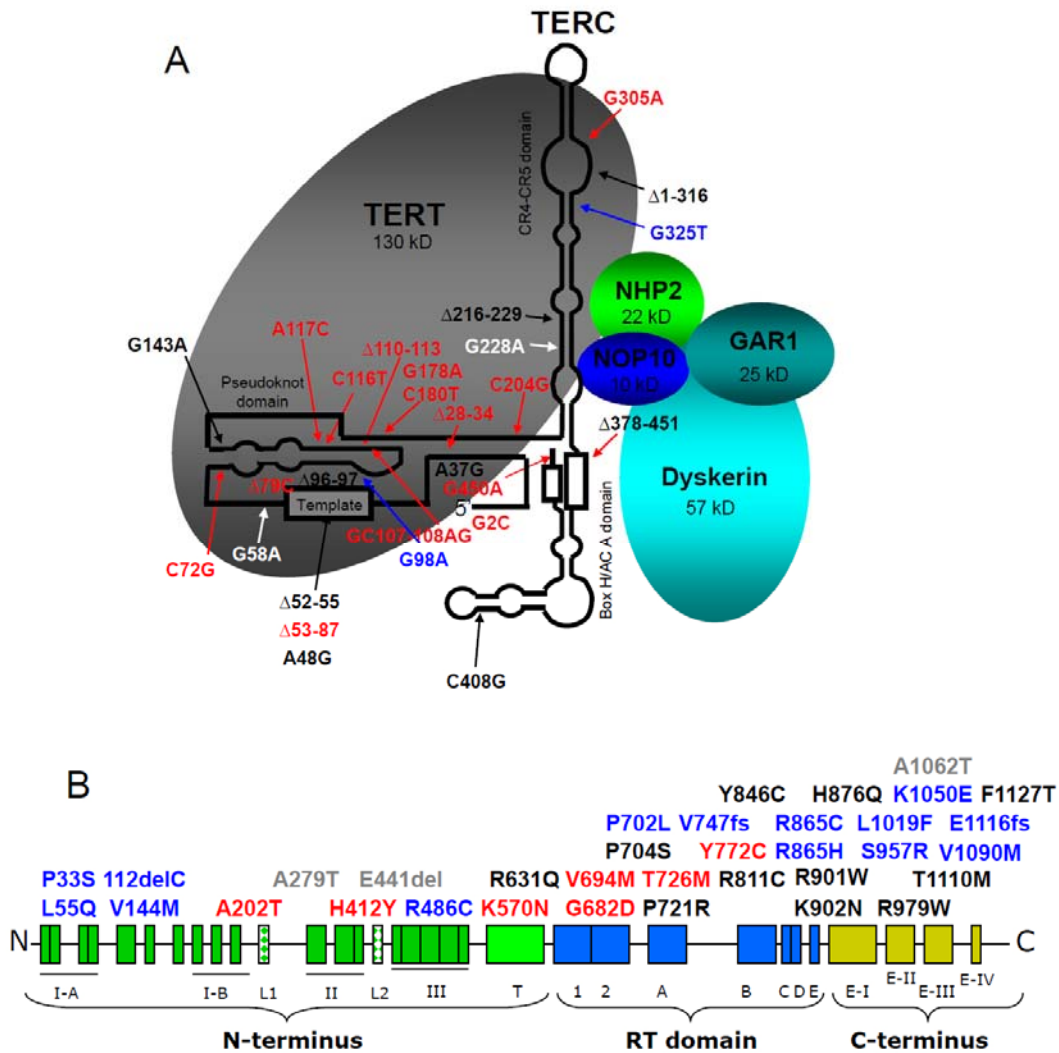 TERC
A
G305A
CR4-CR5 domain
Δ1-316
TERT
130 kD
G325T
NHP2
22 kD
Δ216-229
A117C
G143A
G228A
GAR1
Δ110-113
NOP10
G178A
10 kD
25 kD
C116T
Pseudoknot
domain
C180T
C204G
Δ28-34
Δ378-451
A37G
Δ96-97
Dyskerin
57 kD
Template
5'
G2C
GC107-108AG
G58A
G98A
C72G
Box H/AC A domain
Δ52-55
Δ53-87
A48G
C408G
B
A1062T
Y846C H876Q K1050E F1127T
P702L V747fs R865C L1019F E1116fs
P704S Y772C R865H S957R V1090M
P33S 112delC A279T E441del R631Q V694M T726M R811C R901W T1110M
L55Q V144M A202T H412Y R486C K570N G682D P721R K902N R979W
N C
I-A I-B L1 II L2 III T 1 2 A B C D E E-I E-II E-III E-IV
N-terminus RT domain C-terminus